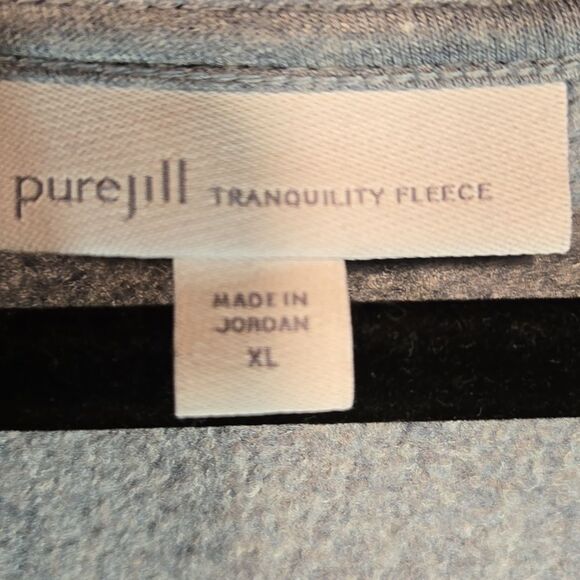 purejill TRANQUILITY FLEECE
MADE IN
JORDAN
XL